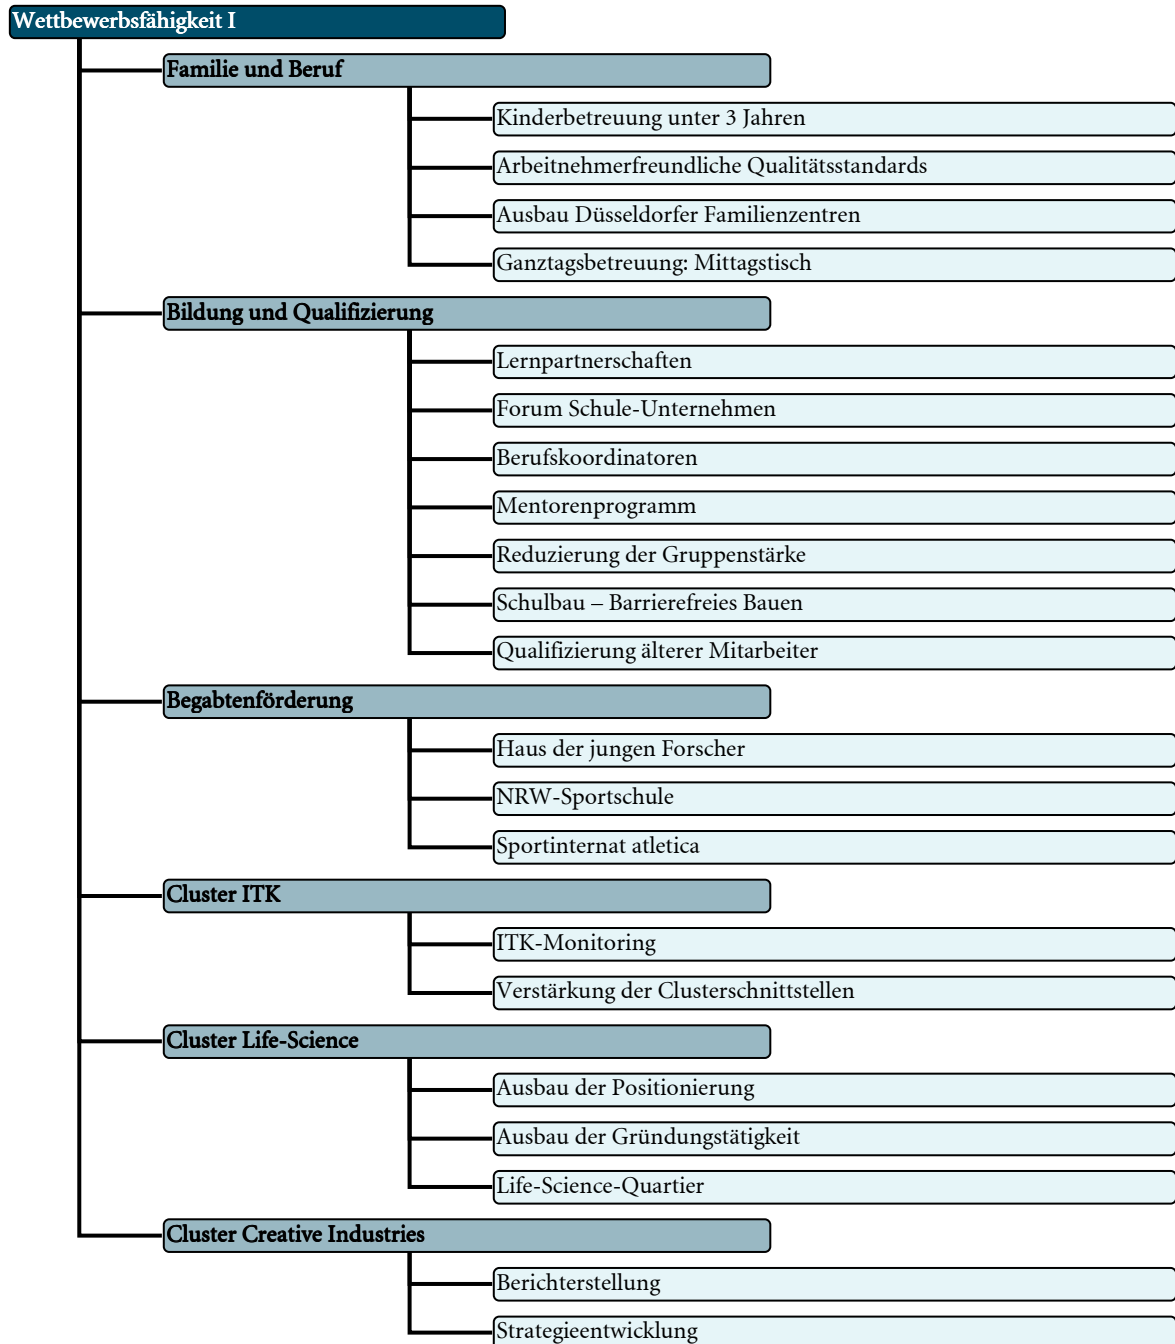 Wettbewerbsfähigkeit I
Familie und Beruf
Kinderbetreuung unter 3 Jahren
Arbeitnehmerfreundliche Qualitätsstandards
Ausbau Düsseldorfer Familienzentren
Ganztagsbetreuung: Mittagstisch
Bildung und Qualifizierung
Lernpartnerschaften
Forum Schule-Unternehmen
Berufskoordinatoren
Mentorenprogramm
Reduzierung der Gruppenstärke
Schulbau – Barrierefreies Bauen
Qualifizierung älterer Mitarbeiter
Begabtenförderung
Haus der jungen Forscher
NRW-Sportschule
Sportinternat atletica
Cluster ITK
ITK-Monitoring
Verstärkung der Clusterschnittstellen
Cluster Life-Science
Ausbau der Positionierung
Ausbau der Gründungstätigkeit
Life-Science-Quartier
Cluster Creative Industries
Berichterstellung
Strategieentwicklung